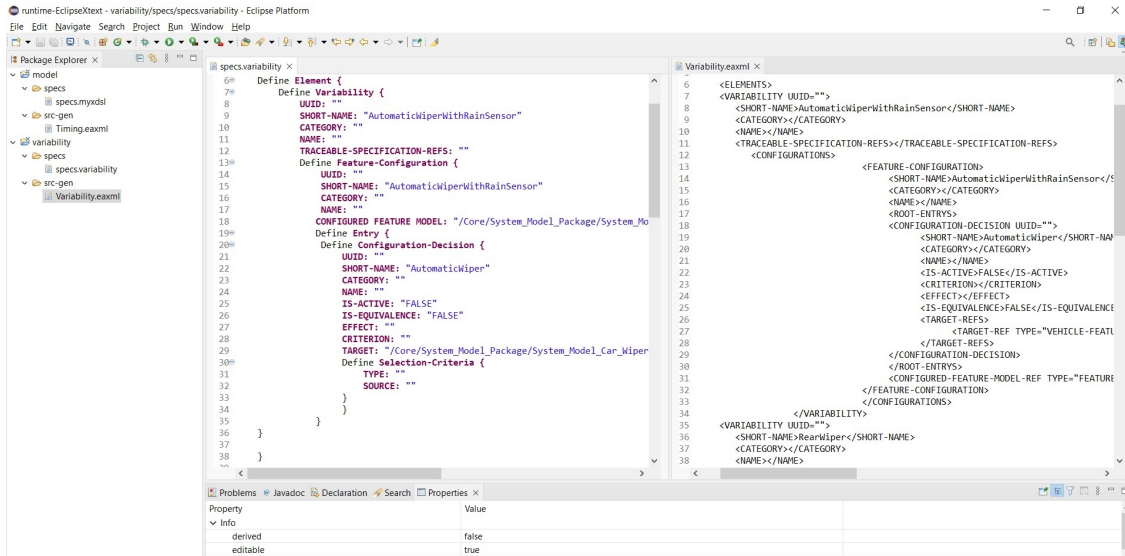 runtime-EclipseXtext - variability/specs/specs.variability - Eclipse Platform
File Edit Navigate Search Project Run Window Help
Package Explorer
model
specs
specs.myxdsl
src-gen
Timing.eaxml
variability
specs
specs.variability
src-gen
Variability.eaxml
specs.variability
6 Define Element {
7 Define Variability {
8 UUID: ""
9 SHORT-NAME: "AutomaticWiperWithRainSensor"
10 CATEGORY: ""
11 NAME: ""
12 TRACEABLE-SPECIFICATION-REFS: ""
13 Define Feature-Configuration {
14 UUID: ""
15 SHORT-NAME: "AutomaticWiperWithRainSensor"
16 CATEGORY: ""
17 NAME: ""
18 CONFIGURED FEATURE MODEL: "/Core/System_Model_Package/System_Mo
19 Define Entry {
20 Define Configuration-Decision {
21 UUID: ""
22 SHORT-NAME: "AutomaticWiper"
23 CATEGORY: ""
24 NAME: ""
25 IS-ACTIVE: "FALSE"
26 IS-EQUIVALENCE: "FALSE"
27 EFFECT: ""
28 CRITERION: ""
29 TARGET: "/Core/System_Model_Package/System_Model_Car_Wiper
30 Define Selection-Criteria {
31 TYPE: ""
32 SOURCE: ""
33 }
34 }
35 }
36 }
37
38 }
Variability.eaxml
6 <ELEMENTS>
7 <VARIABILITY UUID="">
8 <SHORT-NAME>AutomaticWiperWithRainSensor</SHORT-NAME>
9 <CATEGORY></CATEGORY>
10 <NAME></NAME>
11 <TRACEABLE-SPECIFICATION-REFS></TRACEABLE-SPECIFICATION-REFS>
12 <CONFIGURATIONS>
13 <FEATURE-CONFIGURATION>
14 <SHORT-NAME>AutomaticWiperWithRainSensor</S
15 <CATEGORY></CATEGORY>
16 <NAME></NAME>
17 <ROOT-ENTRYS>
18 <CONFIGURATION-DECISION UUID="">
19 <SHORT-NAME>AutomaticWiper</SHORT-NAM
20 <CATEGORY></CATEGORY>
21 <NAME></NAME>
22 <IS-ACTIVE>FALSE</IS-ACTIVE>
23 <CRITERION></CRITERION>
24 <EFFECT></EFFECT>
25 <IS-EQUIVALENCE>FALSE</IS-EQUIVALENCE
26 <TARGET-REFS>
27 <TARGET-REF TYPE="VEHICLE-FEATU
28 </TARGET-REFS>
29 </CONFIGURATION-DECISION>
30 </ROOT-ENTRYS>
31 <CONFIGURED-FEATURE-MODEL-REF TYPE="FEATURE
32 </FEATURE-CONFIGURATION>
33 </CONFIGURATIONS>
34 </VARIABILITY>
35 <VARIABILITY UUID="">
36 <SHORT-NAME>RearWiper</SHORT-NAME>
37 <CATEGORY></CATEGORY>
38 <NAME></NAME>
Problems Javadoc Declaration Search Properties
Property Value
Info
derived false
editable true